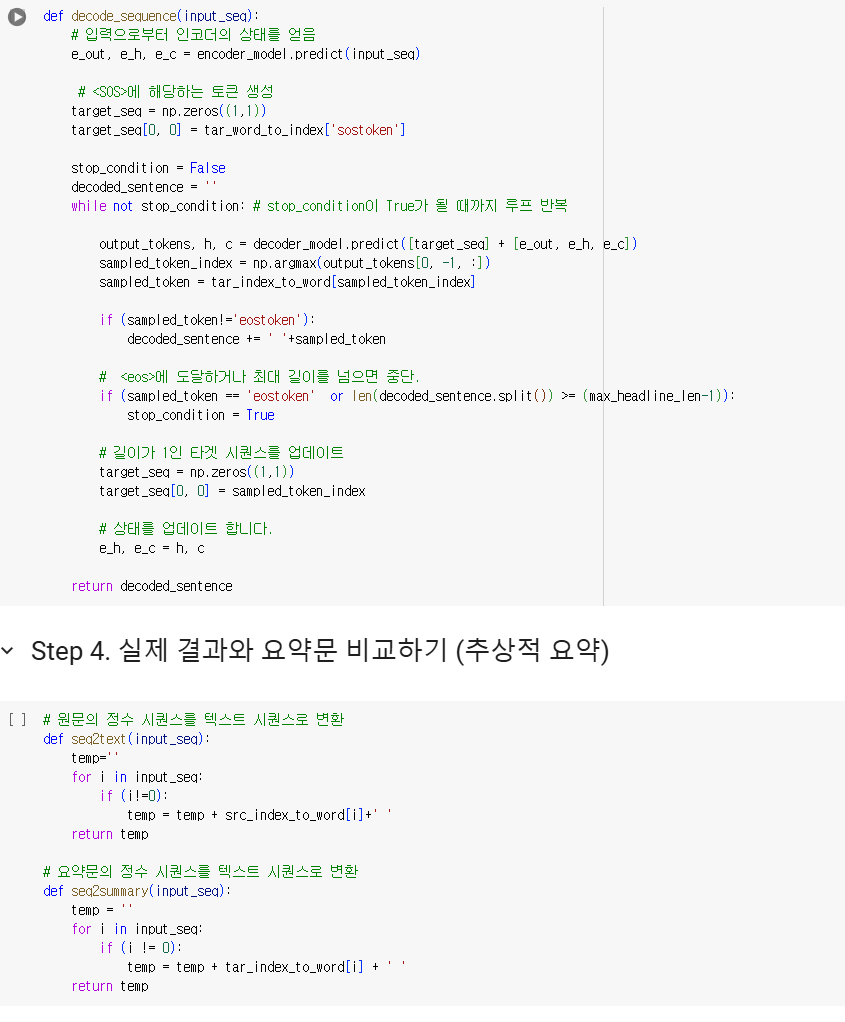 def decode_sequence(input_seq):
    # 입력으로부터 인코더의 상태를 얻음
    e_out, e_h, e_c = encoder_model.predict(input_seq)

     # <SOS>에 해당하는 토큰 생성
    target_seq = np.zeros((1,1))
    target_seq[0, 0] = tar_word_to_index['sostoken']

    stop_condition = False
    decoded_sentence = ''
    while not stop_condition: # stop_condition이 True가 될 때까지 루프 반복

        output_tokens, h, c = decoder_model.predict([target_seq] + [e_out, e_h, e_c])
        sampled_token_index = np.argmax(output_tokens[0, -1, :])
        sampled_token = tar_index_to_word[sampled_token_index]

        if (sampled_token!='eostoken'):
            decoded_sentence += ' '+sampled_token

        #  <eos>에 도달하거나 최대 길이를 넘으면 중단.
        if (sampled_token == 'eostoken'  or len(decoded_sentence.split()) >= (max_headline_len-1)):
            stop_condition = True

        # 길이가 1인 타겟 시퀀스를 업데이트
        target_seq = np.zeros((1,1))
        target_seq[0, 0] = sampled_token_index

        # 상태를 업데이트 합니다.
        e_h, e_c = h, c

    return decoded_sentence

Step 4. 실제 결과와 요약문 비교하기 (추상적 요약)

[ ] # 원문의 정수 시퀀스를 텍스트 시퀀스로 변환
def seq2text(input_seq):
    temp=''
    for i in input_seq:
        if (i!=0):
            temp = temp + src_index_to_word[i]+' '
    return temp

# 요약문의 정수 시퀀스를 텍스트 시퀀스로 변환
def seq2summary(input_seq):
    temp = ''
    for i in input_seq:
        if (i != 0):
            temp = temp + tar_index_to_word[i] + ' '
    return temp